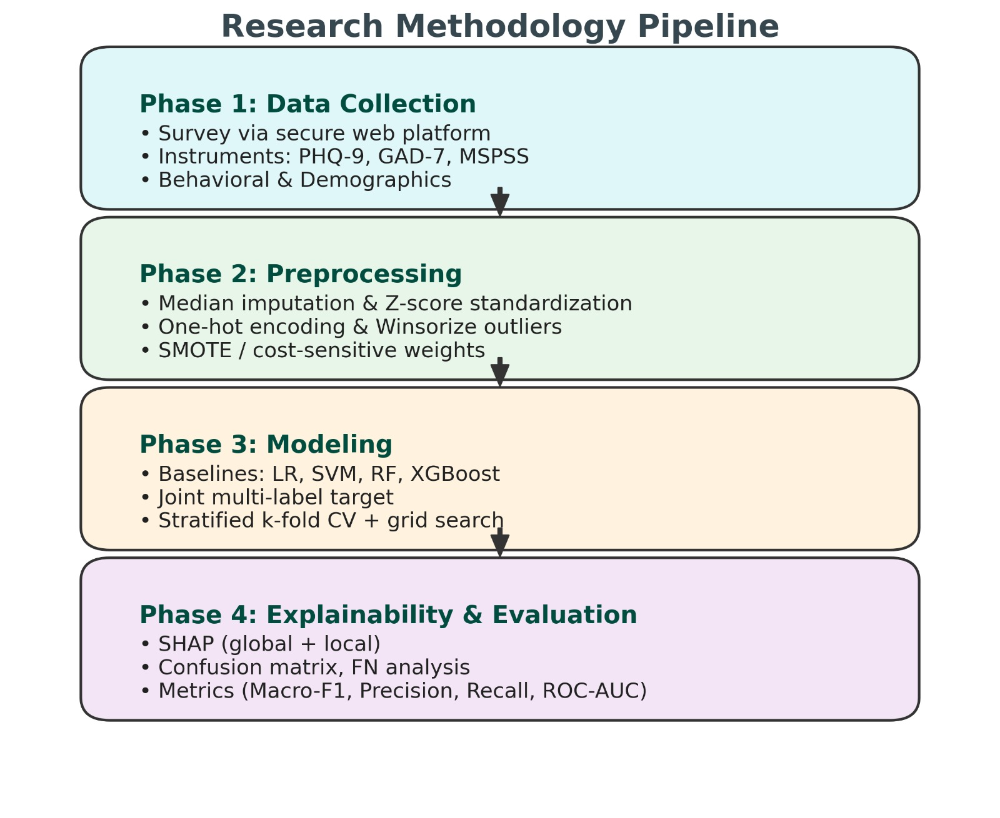 Research Methodology Pipeline
Phase 1: Data Collection
• Survey via secure web platform
• Instruments: PHQ-9, GAD-7, MSPSS
• Behavioral & Demographics
Phase 2: Preprocessing
• Median imputation & Z-score standardization
• One-hot encoding & Winsorize outliers
• SMOTE / cost-sensitive weights
Phase 3: Modeling
• Baselines: LR, SVM, RF, XGBoost
• Joint multi-label target
• Stratified k-fold CV + grid search
Phase 4: Explainability & Evaluation
• SHAP (global + local)
• Confusion matrix, FN analysis
• Metrics (Macro-F1, Precision, Recall, ROC-AUC)